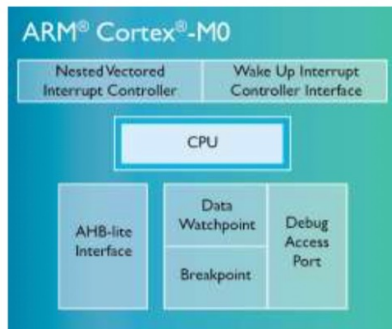 ARM® Cortex®-M0
Nested Vectored
Interrupt Controller
Wake Up Interrupt
Controller Interface
CPU
AHB-lite
Interface
Data
Watchpoint
Breakpoint
Debug
Access
Port